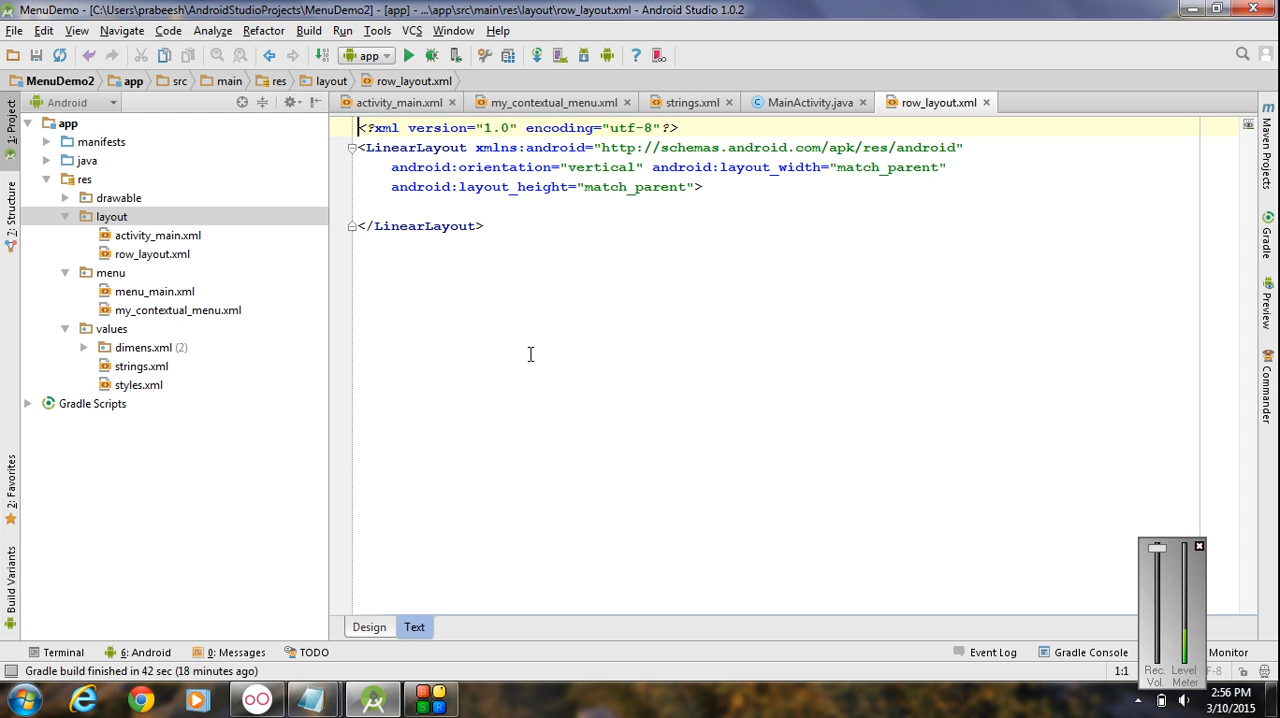 MenuDemo - [C:\Users\prabeesh\AndroidStudioProjects\MenuDemo2] - [app] - ...\app\src\main\res\layout\row_layout.xml - Android Studio 1.0.2
File Edit View Navigate Code Analyze Refactor Build Run Tools VCS Window Help
app
MenuDemo2 app src main res layout row_layout.xml
1: Project
Android
activity_main.xml my_contextual_menu.xml strings.xml MainActivity.java row_layout.xml
app
manifests
java
res
drawable
layout
activity_main.xml
row_layout.xml
menu
menu_main.xml
my_contextual_menu.xml
values
dimens.xml (2)
strings.xml
styles.xml
Gradle Scripts
2: Structure
2: Favorites
Build Variants
<?xml version="1.0" encoding="utf-8"?>
<LinearLayout xmlns:android="http://schemas.android.com/apk/res/android"
android:orientation="vertical" android:layout_width="match_parent"
android:layout_height="match_parent">
</LinearLayout>
Maven Projects
Gradle
Preview
Commander
Design Text
Terminal 6: Android 0: Messages TODO Event Log Gradle Console Monitor
Gradle build finished in 42 sec (18 minutes ago) 1:1 F-8
Rec. Level
Vol. Meter
2:56 PM
3/10/2015